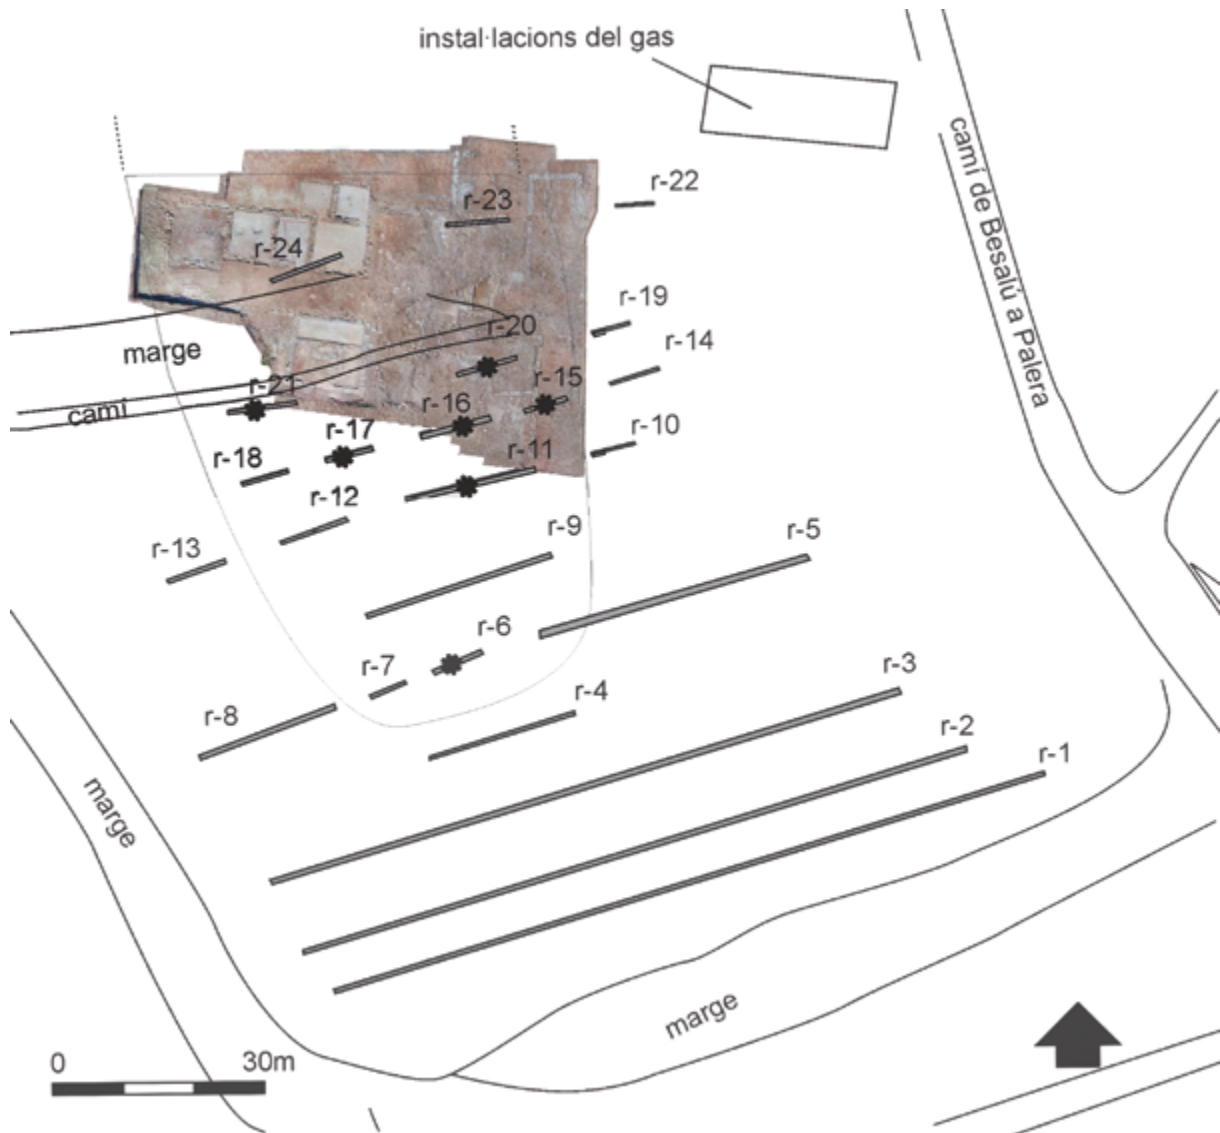 instal·lacions del gas
camí de Besalú a Palera
r-22
r-23
r-24
r-19
r-20
marge
r-14
r-21
r-15
camí
r-16
r-17
r-10
r-11
r-18
r-12
r-9
r-5
r-13
r-6
r-7
r-3
r-4
r-8
r-2
r-1
marge
marge
0 30m